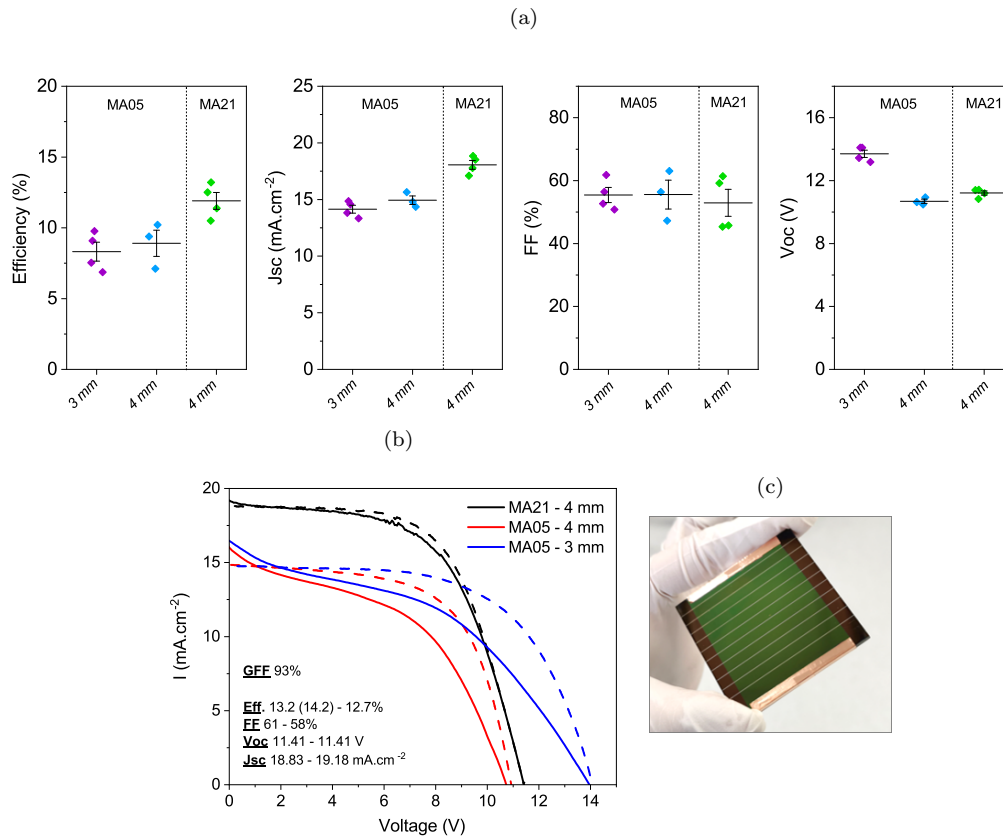 (a)
Efficiency (%)
20
15
10
5
0
MA05
MA21
3 mm
4 mm
4 mm
Jsc (mA.cm⁻²)
25
20
15
10
5
0
MA05
MA21
3 mm
4 mm
4 mm
FF (%)
80
60
40
20
0
MA05
MA21
3 mm
4 mm
4 mm
Voc (V)
18
16
12
8
4
0
MA05
MA21
3 mm
4 mm
4 mm
(b)
I (mA.cm⁻²)
20
15
10
5
0
MA21 - 4 mm
MA05 - 4 mm
MA05 - 3 mm
GFF 93%
Eff. 13.2 (14.2) - 12.7%
FF 61 - 58%
Voc 11.41 - 11.41 V
Jsc 18.83 - 19.18 mA.cm⁻²
0 2 4 6 8 10 12 14
Voltage (V)
(c)